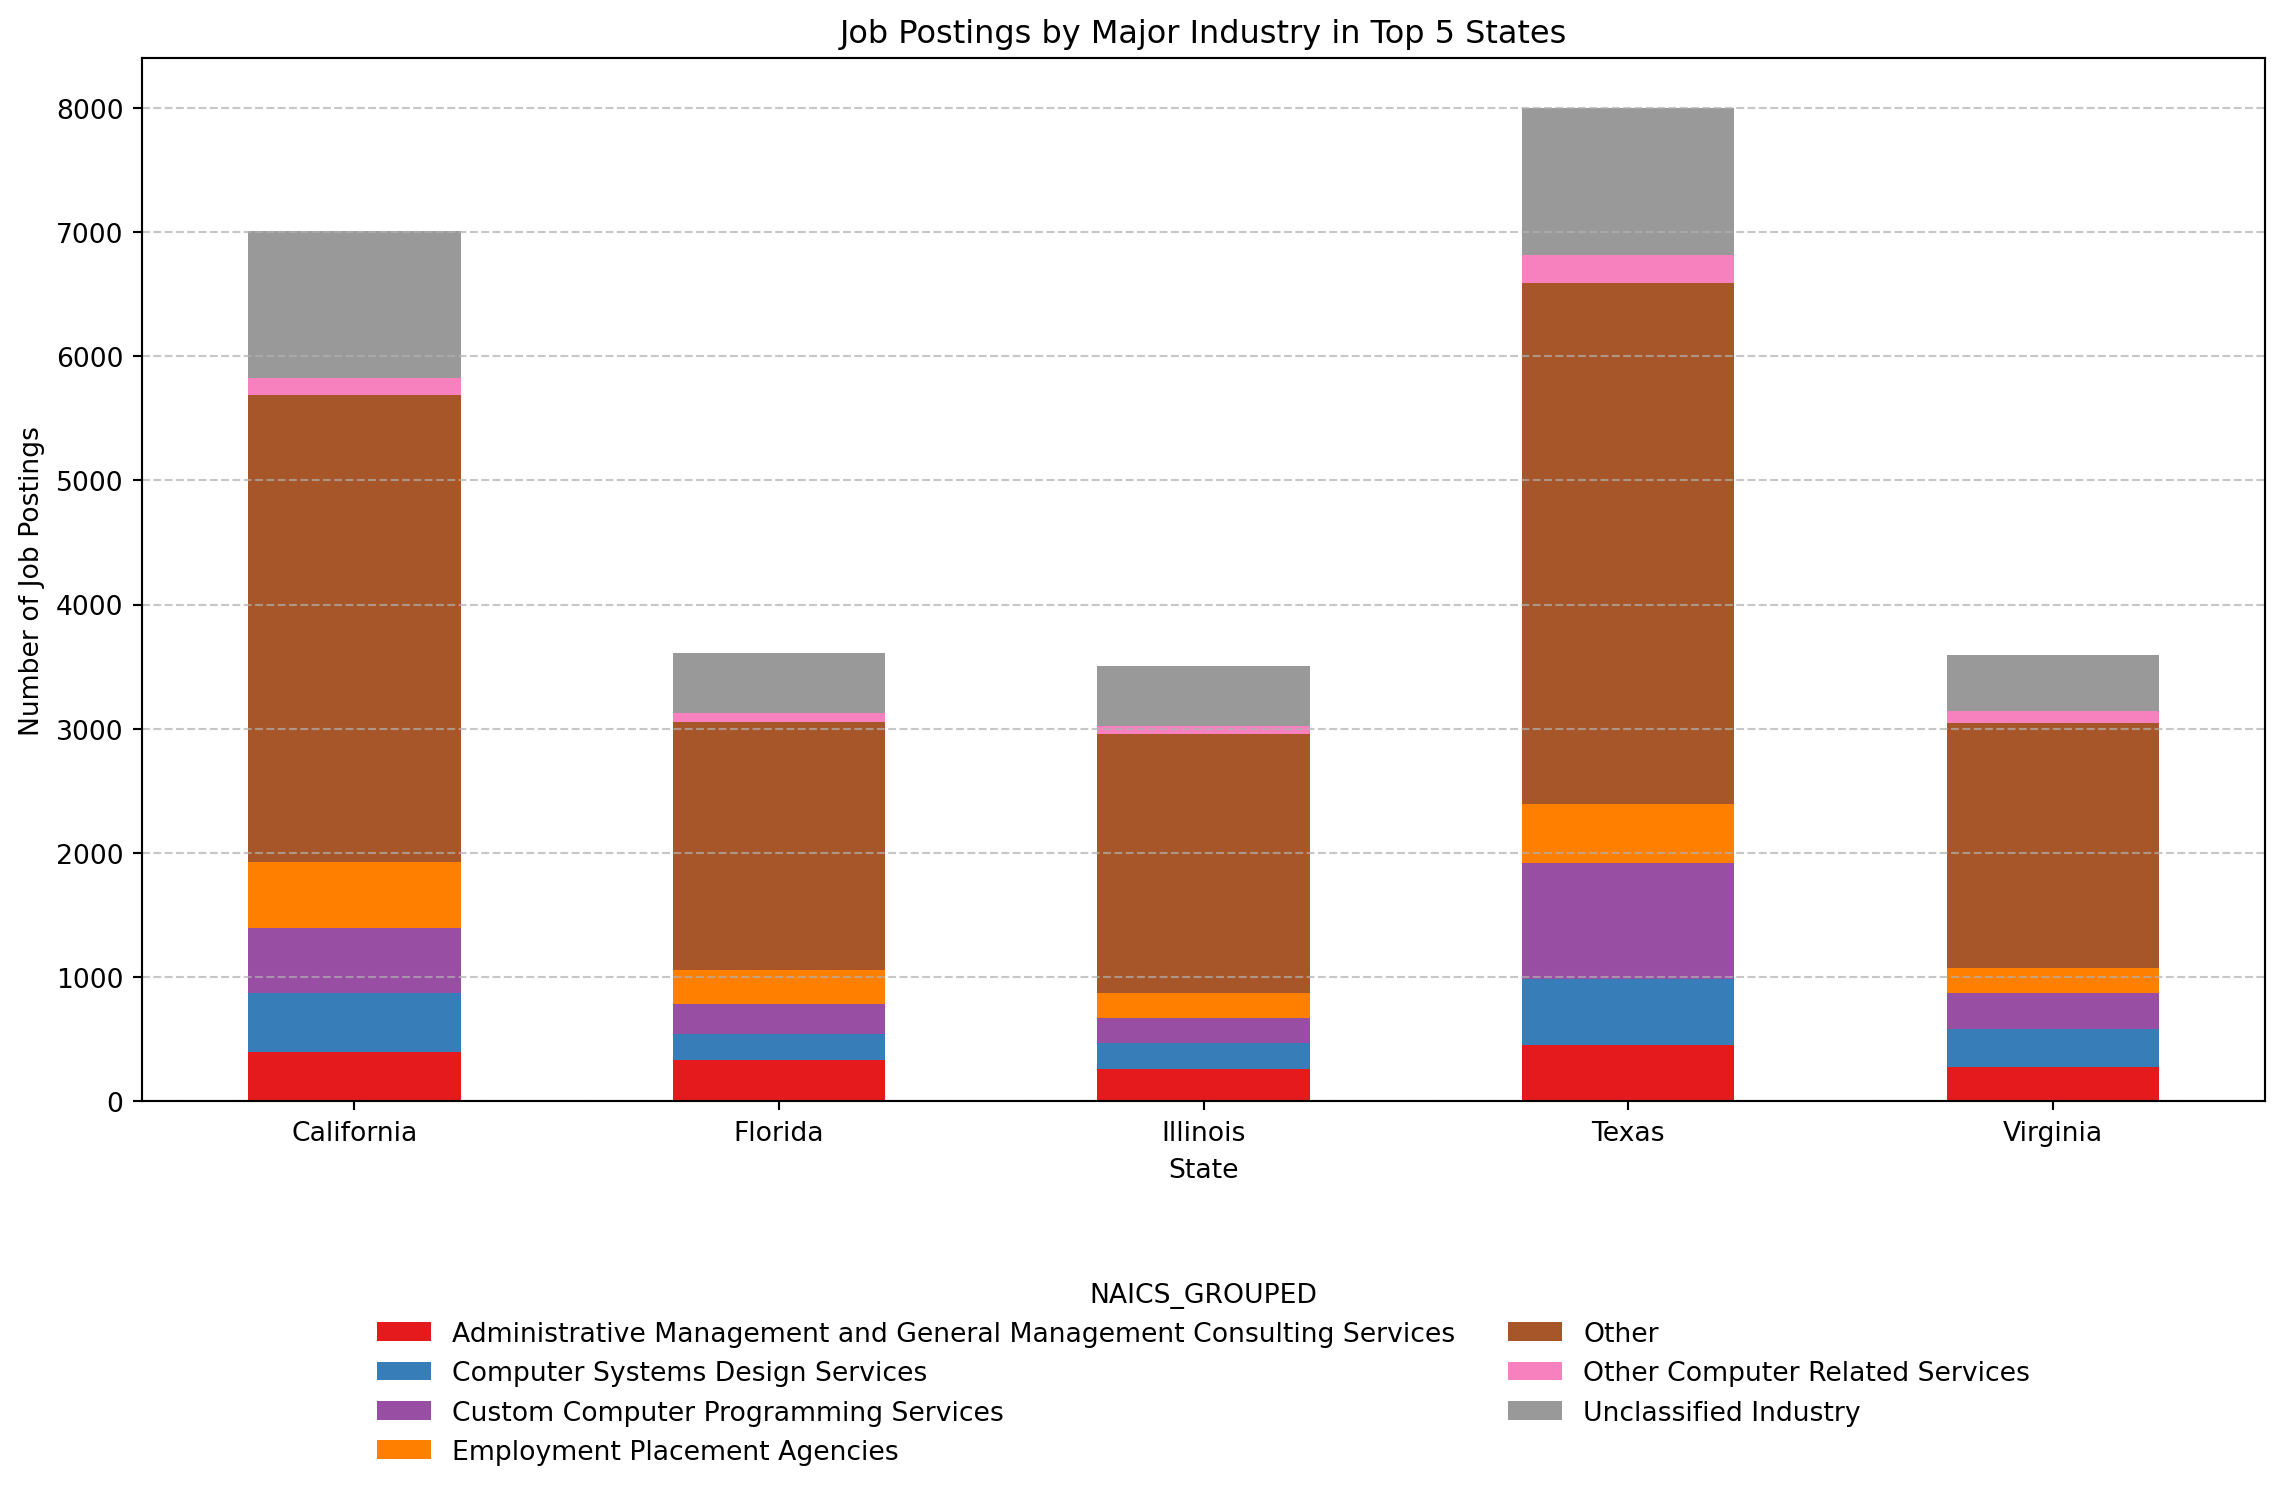 Job Postings by Major Industry in Top 5 States
8000
7000
6000
5000
4000
3000
2000
1000
0
Number of Job Postings
California
Florida
Illinois
Texas
Virginia
State
NAICS_GROUPED
Administrative Management and General Management Consulting Services
Computer Systems Design Services
Custom Computer Programming Services
Employment Placement Agencies
Other
Other Computer Related Services
Unclassified Industry